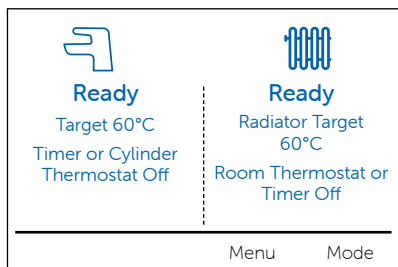 Ready
Target 60°C
Timer or Cylinder
Thermostat Off
Ready
Radiator Target
60°C
Room Thermostat or
Timer Off
Menu
Mode